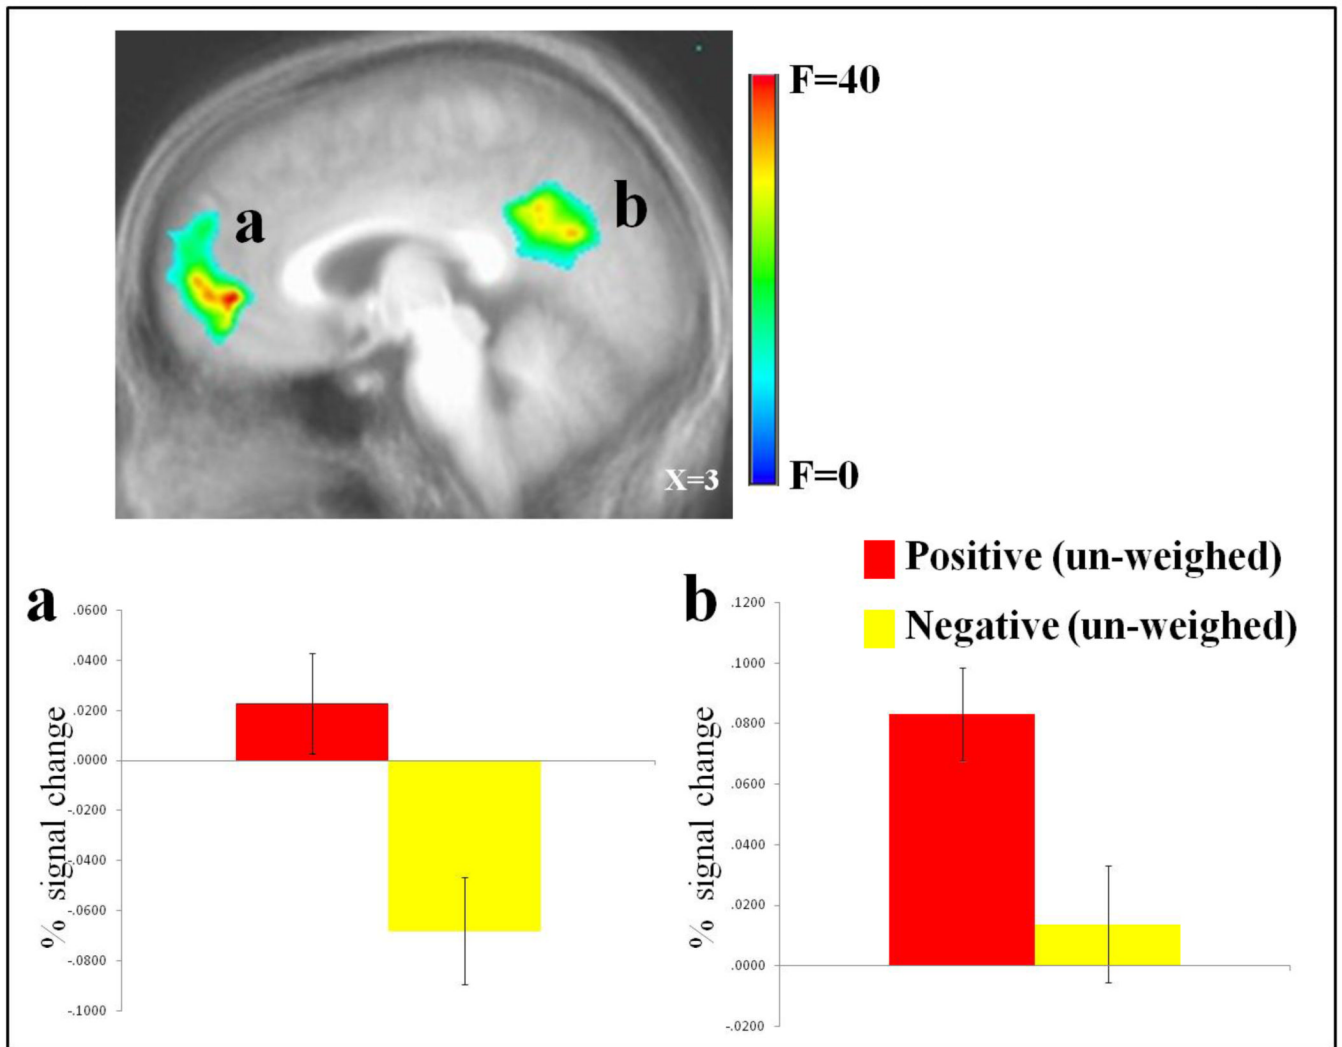 F=40
a
b
X=3
F=0
Positive (un-weighed)
Negative (un-weighed)
a
.0600
.0400
.0200
.0000
-.0200
-.0400
-.0600
-.0800
-.1000
% signal change
b
.1200
.1000
.0800
.0600
.0400
.0200
.0000
-.0200
% signal change